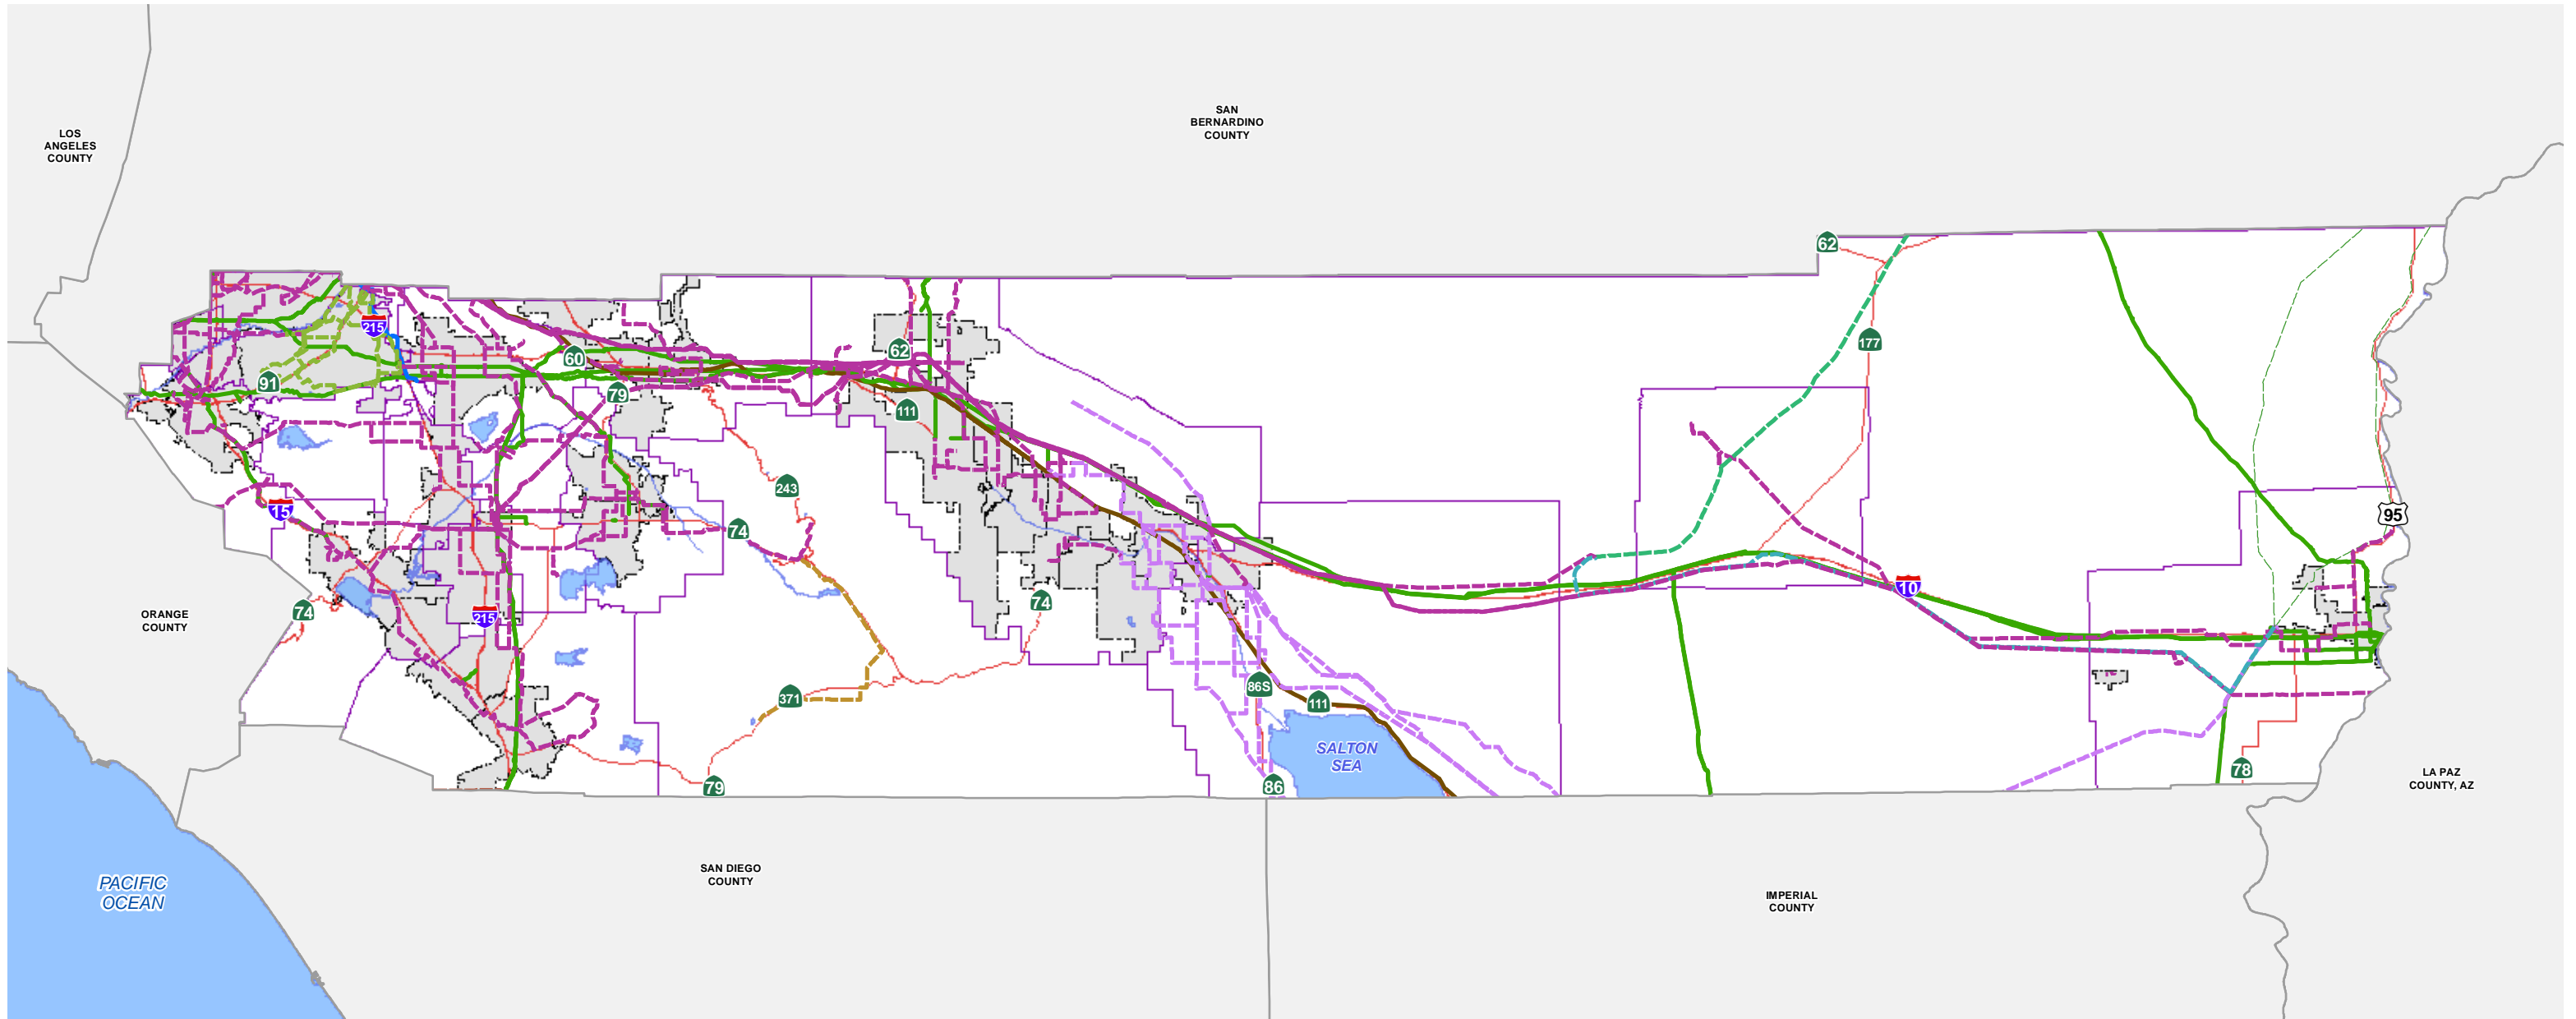 LOS
ANGELES
COUNTY
SAN
BERNARDINO
COUNTY
62
177
215
60
62
91
79
111
243
15
74
95
10
74
74
215
ORANGE
COUNTY
371
86S
111
SALTON
SEA
79
86
78
LA PAZ
COUNTY, AZ
SAN DIEGO
COUNTY
PACIFIC
OCEAN
IMPERIAL
COUNTY